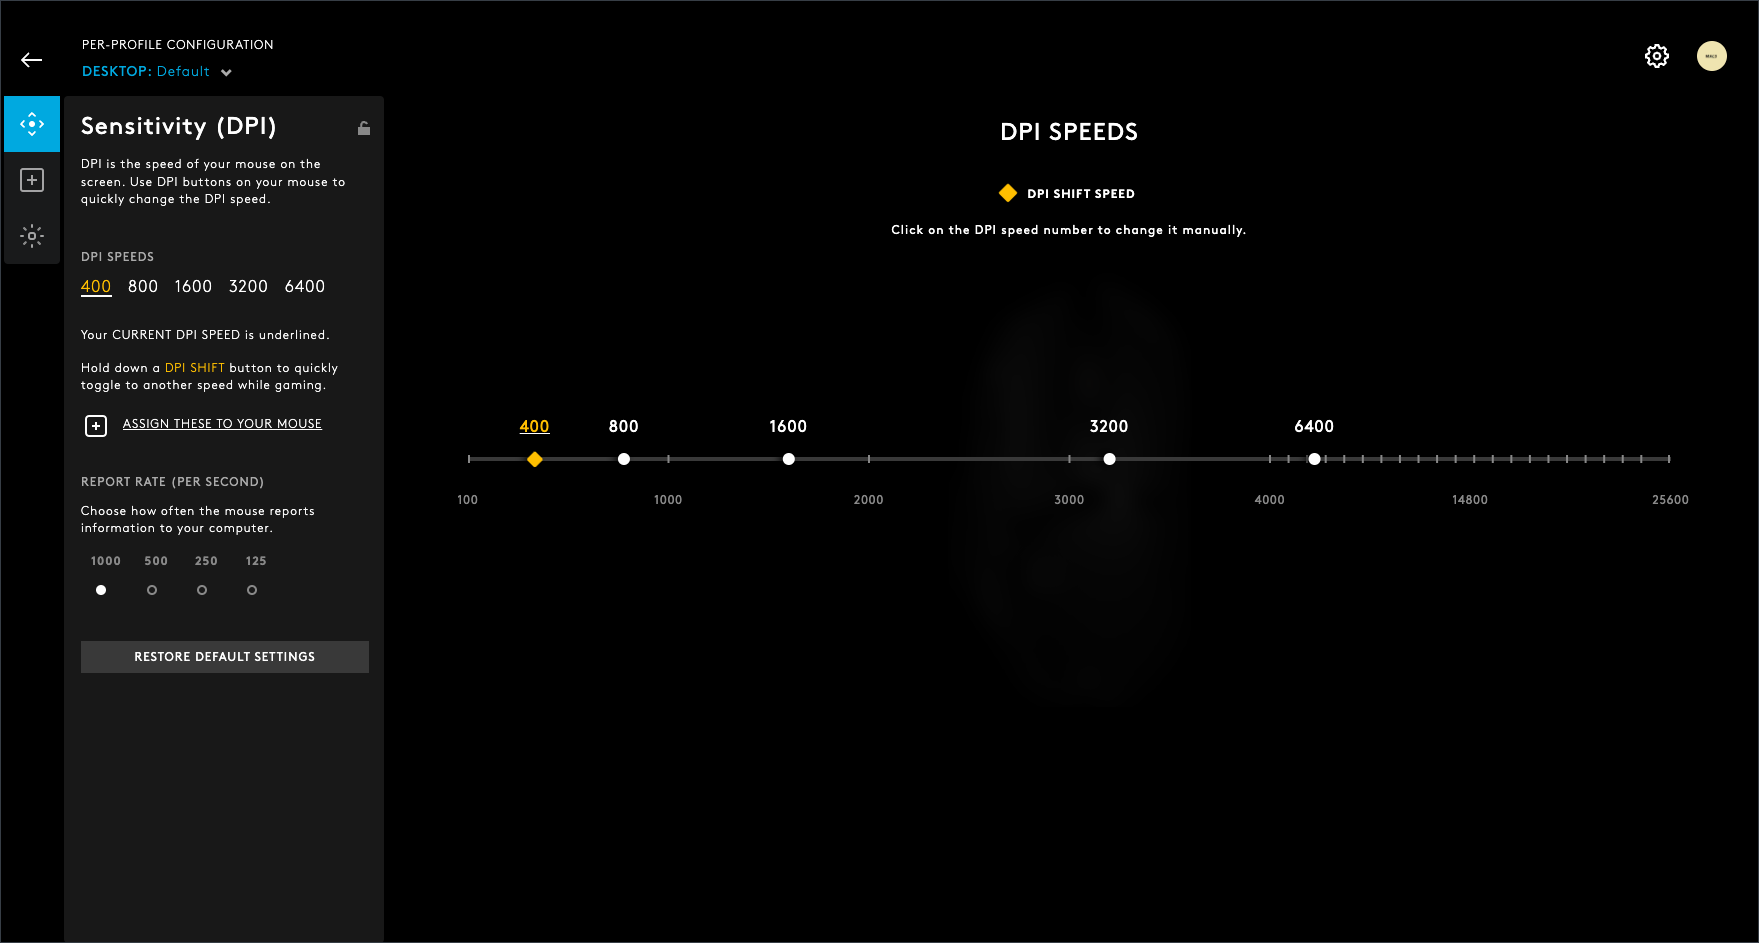 PER-PROFILE CONFIGURATION
DESKTOP: Default
Sensitivity (DPI)
DPI is the speed of your mouse on the
screen. Use DPI buttons on your mouse to
quickly change the DPI speed.
DPI SPEEDS
400 800 1600 3200 6400
Your CURRENT DPI SPEED is underlined.
Hold down a DPI SHIFT button to quickly
toggle to another speed while gaming.
ASSIGN THESE TO YOUR MOUSE
REPORT RATE (PER SECOND)
Choose how often the mouse reports
information to your computer.
1000 500 250 125
RESTORE DEFAULT SETTINGS
DPI SPEEDS
DPI SHIFT SPEED
Click on the DPI speed number to change it manually.
400 800 1600 3200 6400
100 1000 2000 3000 4000 14800 25600